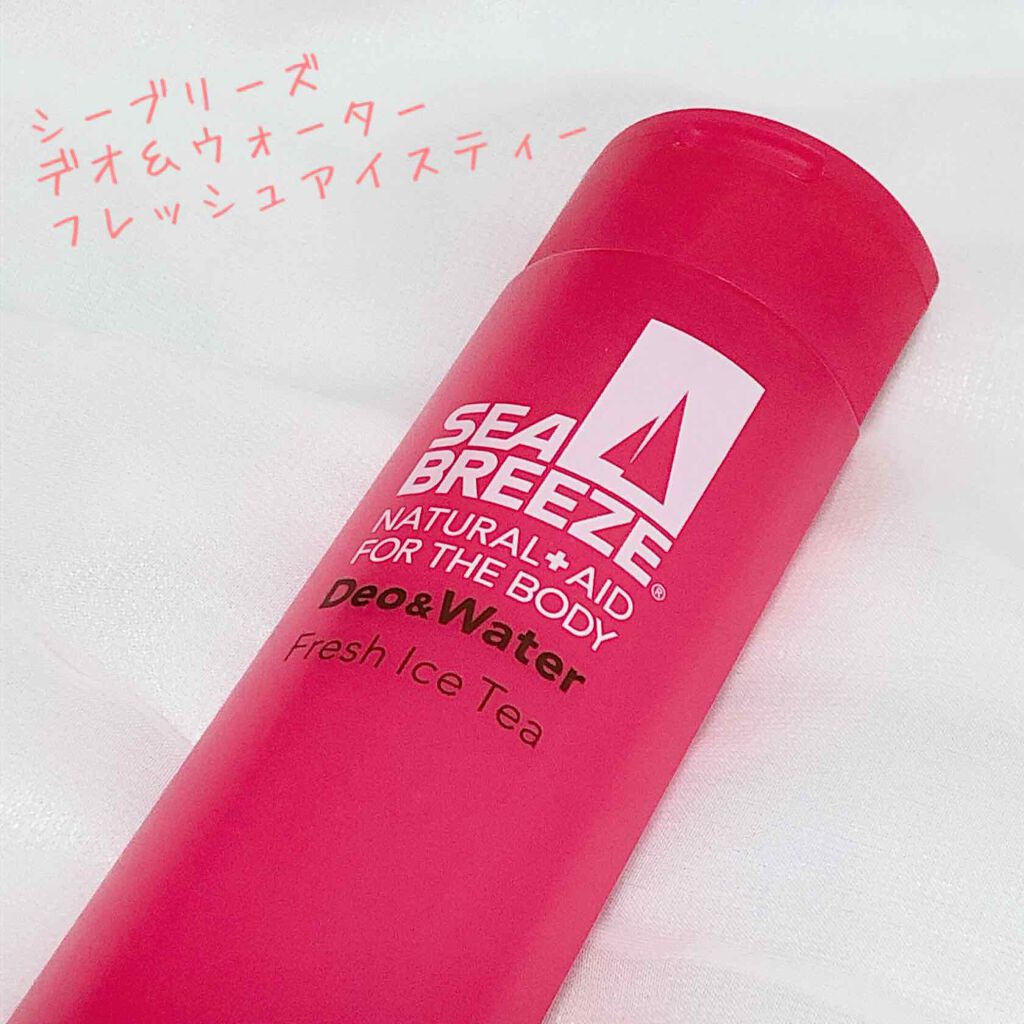 シーブリーズ
デオ&ウォーター
フレッシュアイスティー
SEA
BREEZE®
NATURAL+AID
FOR THE BODY
Deo&Water
Fresh Ice Tea